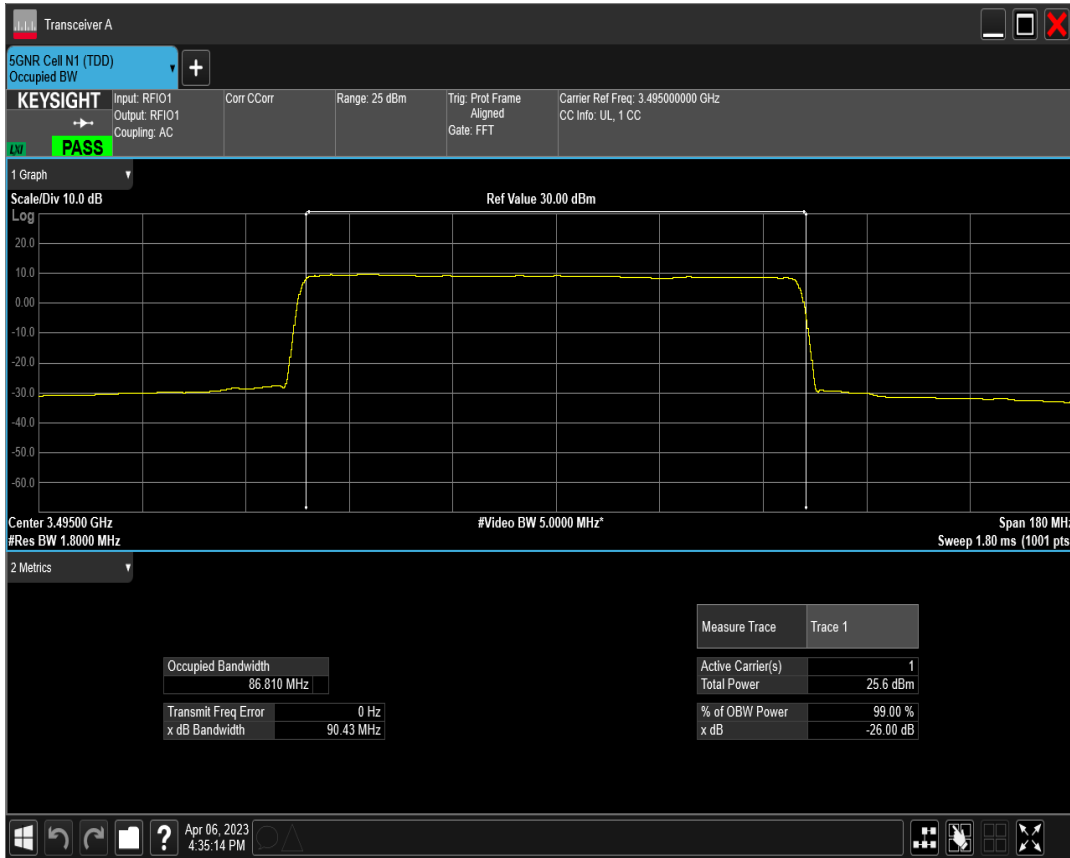 Transceiver A
5GNR Cell N1 (TDD)
Occupied BW
+
KEYSIGHT
LXI
PASS
Input: RFIO1
Output: RFIO1
Coupling: AC
Corr CCorr
Range: 25 dBm
Trig: Prot Frame
Aligned
Gate: FFT
Carrier Ref Freq: 3.495000000 GHz
CC Info: UL, 1 CC
1 Graph
Scale/Div 10.0 dB
Ref Value 30.00 dBm
Log
20.0
10.0
0.00
-10.0
-20.0
-30.0
-40.0
-50.0
-60.0
Center 3.49500 GHz
#Video BW 5.0000 MHz*
Span 180 MHz
#Res BW 1.8000 MHz
Sweep 1.80 ms (1001 pts
2 Metrics
Measure Trace Trace 1
Occupied Bandwidth
86.810 MHz
Active Carrier(s) 1
Total Power 25.6 dBm
Transmit Freq Error 0 Hz
x dB Bandwidth 90.43 MHz
% of OBW Power 99.00 %
x dB -26.00 dB
?
Apr 06, 2023
4:35:14 PM